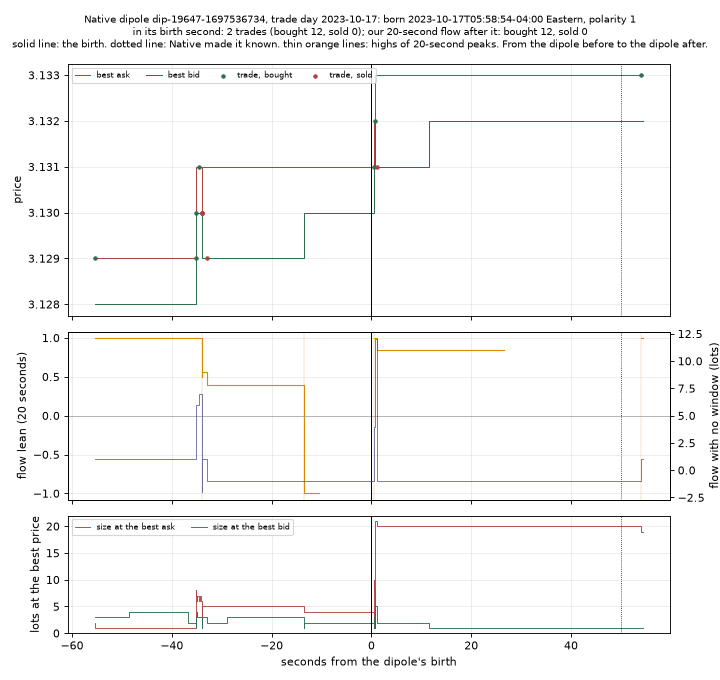 Native dipole dip-19647-1697536734, trade day 2023-10-17: born 2023-10-17T05:58:54-04:00 Eastern, polarity 1
in its birth second: 2 trades (bought 12, sold 0); our 20-second flow after it: bought 12, sold 0
solid line: the birth. dotted line: Native made it known. thin orange lines: highs of 20-second peaks. From the dipole before to the dipole after.
best ask
best bid
trade, bought
trade, sold
3.133
3.132
3.131
3.130
3.129
3.128
price
1.0
0.5
0.0
−0.5
−1.0
flow lean (20 seconds)
12.5
10.0
7.5
5.0
2.5
0.0
−2.5
flow with no window (lots)
size at the best ask
size at the best bid
20
15
10
5
0
lots at the best price
−60
−40
−20
0
20
40
seconds from the dipole's birth